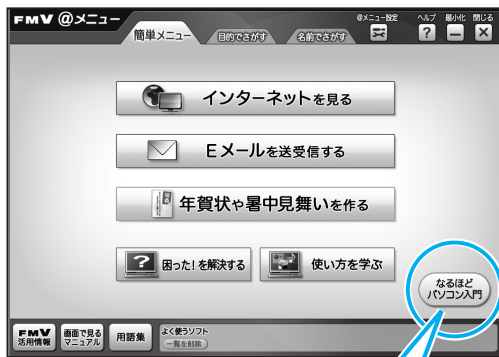 FMV @メニュー
簡単メニュー
目的でさがす
名前でさがす
@メニュー設定
ヘルプ
最小化
閉じる
インターネットを見る
Eメールを送受信する
年賀状や暑中見舞いを作る
困った!を解決する
使い方を学ぶ
なるほど
パソコン入門
FMV
活用情報
画面で見る
マニュアル
用語集
よく使うソフト
一覧を削除